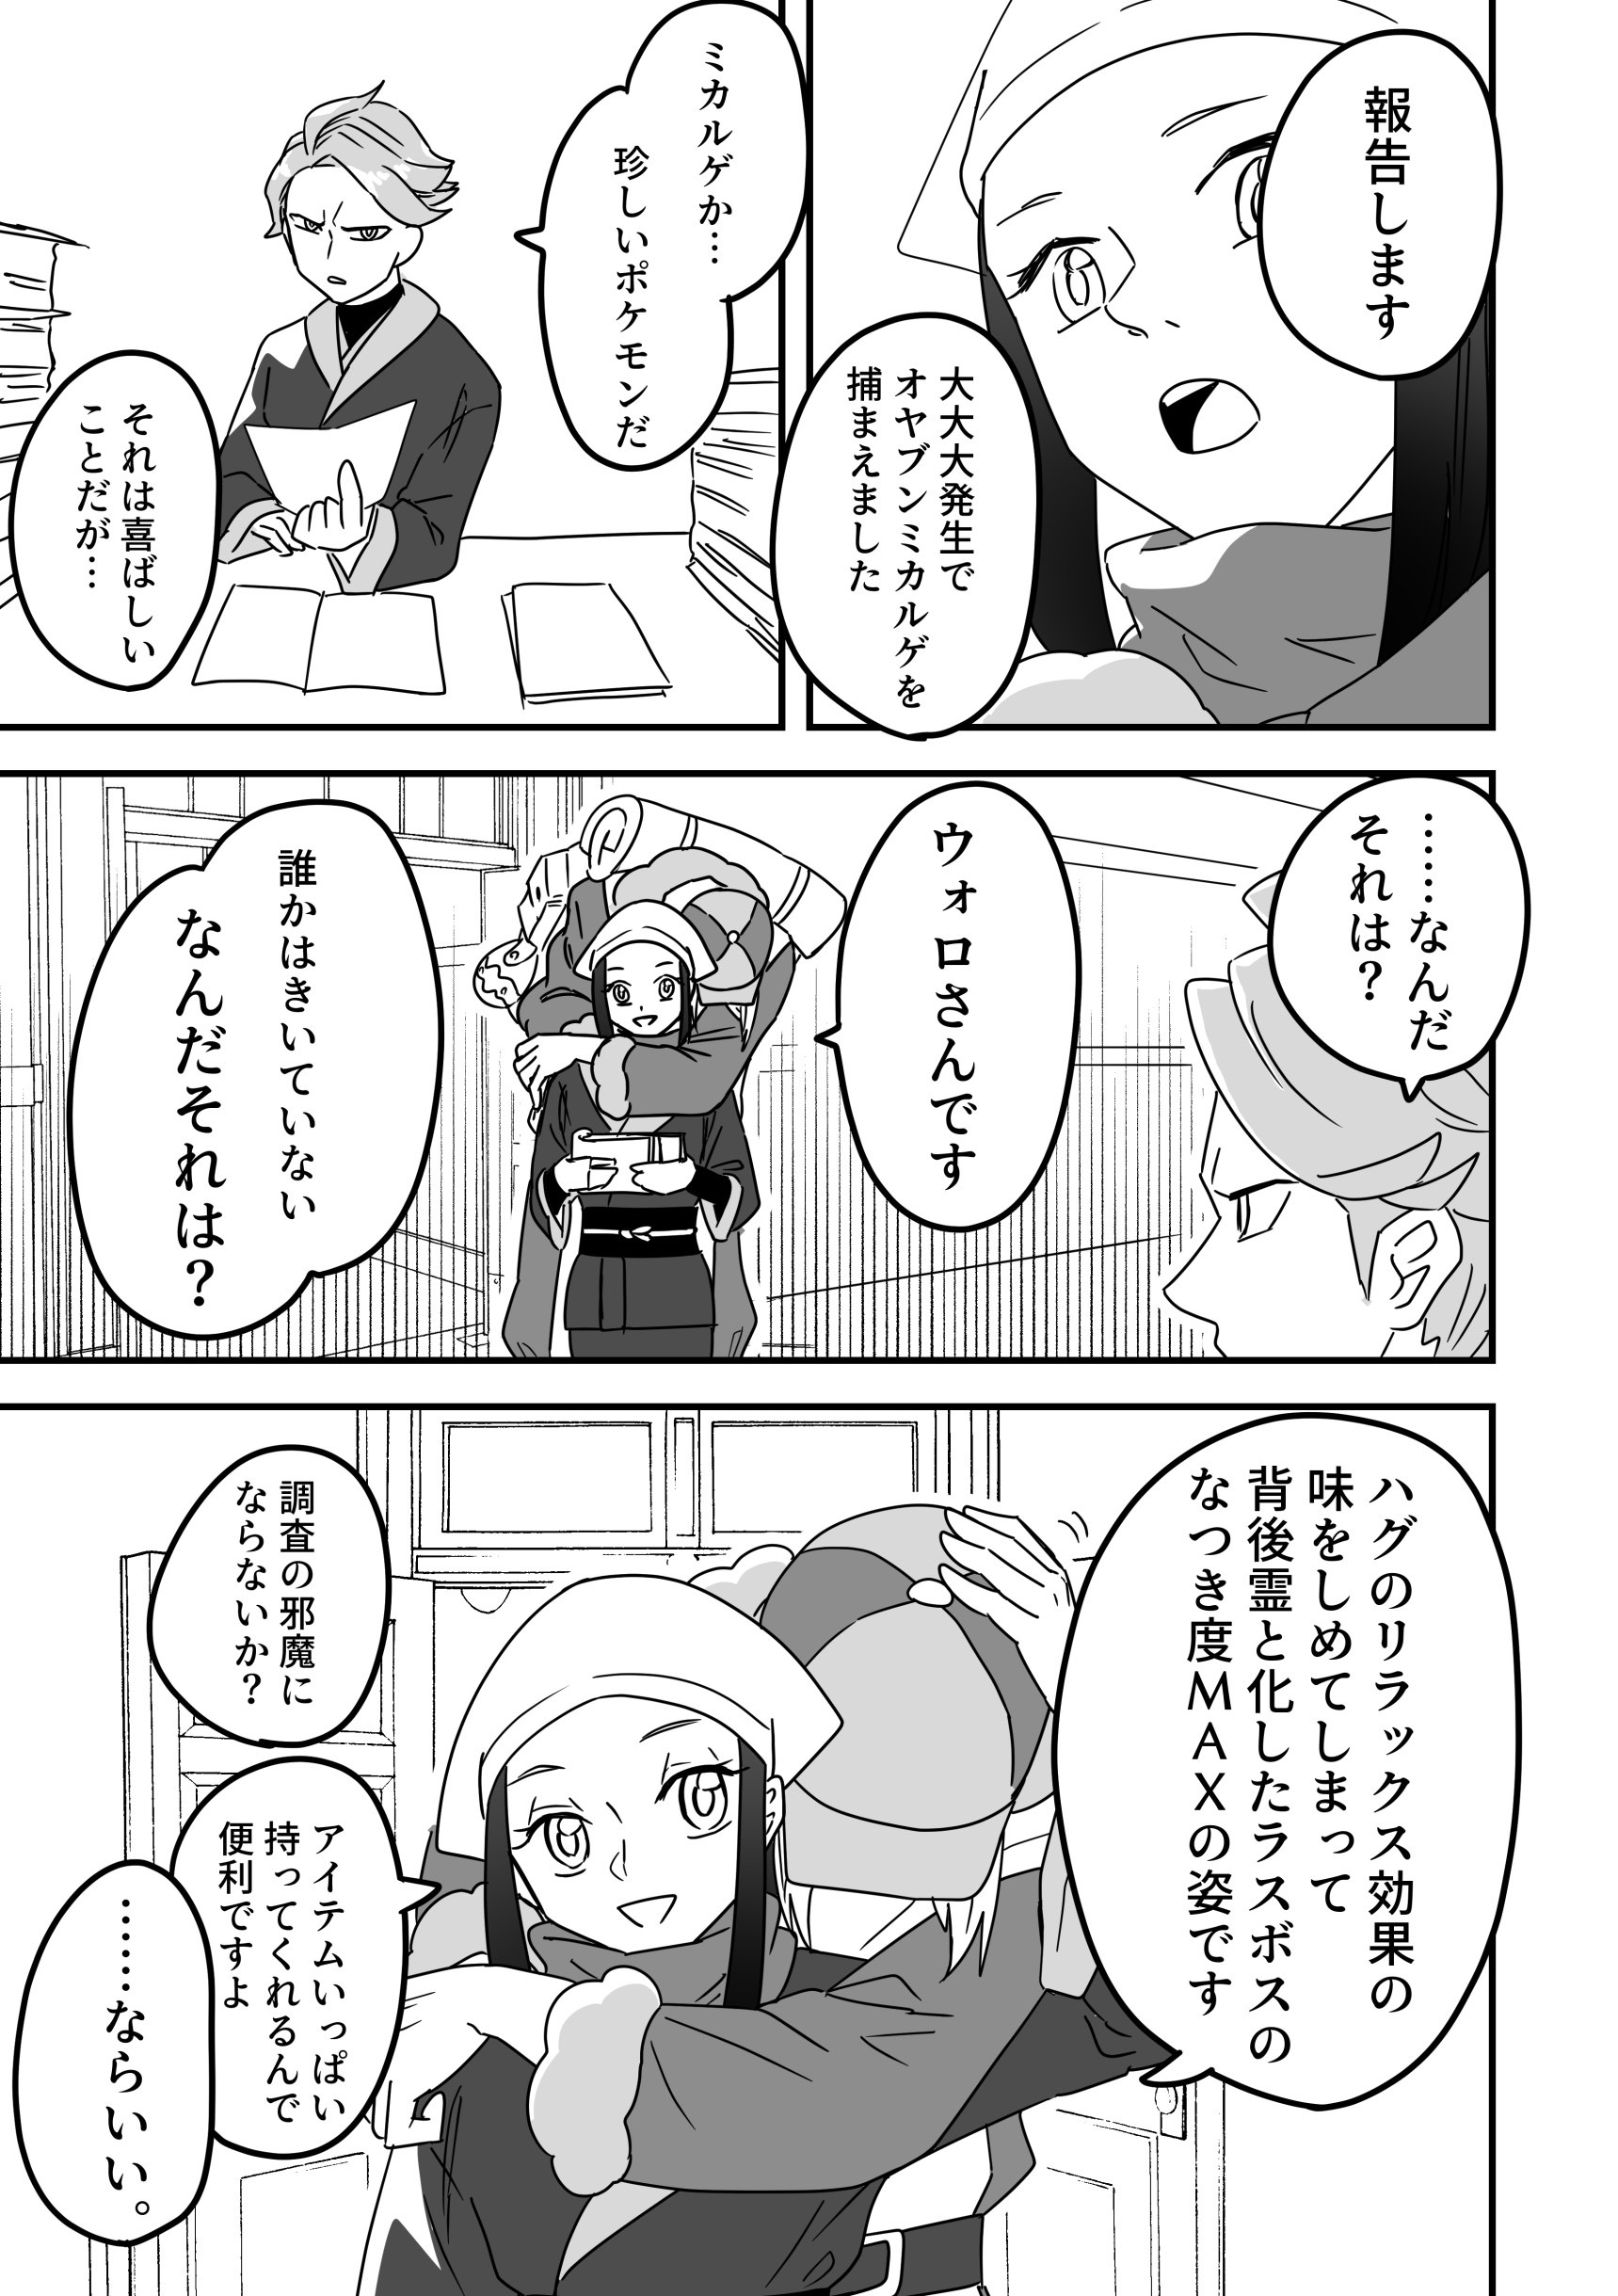 報告します
大大大発生で
オヤブンミカルゲを
捕まえました
ミカルゲか…
珍しいポケモンだ
それは喜ばしい
ことだが…
……なんだ
それは？
ウォロさんです
誰かはきいていない
なんだそれは？
ハグのリラックス効果の
味をしめてしまって
背後霊と化したラスボスの
なつき度ＭＡＸの姿です
調査の邪魔に
ならないか？
アイテムいっぱい
持ってくれるんで
便利ですよ
……ならいい。